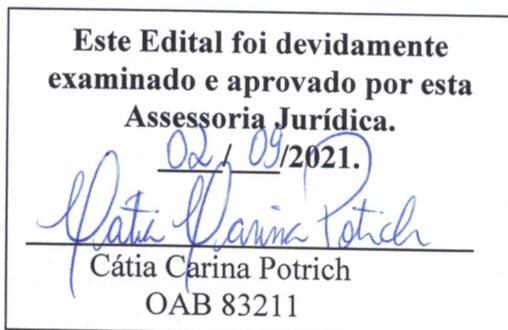 Este Edital foi devidamente
examinado e aprovado por esta
Assessoria Jurídica.
02/ 09/2021.
Cátia Carina Potrich
Cátia Carina Potrich
OAB 83211